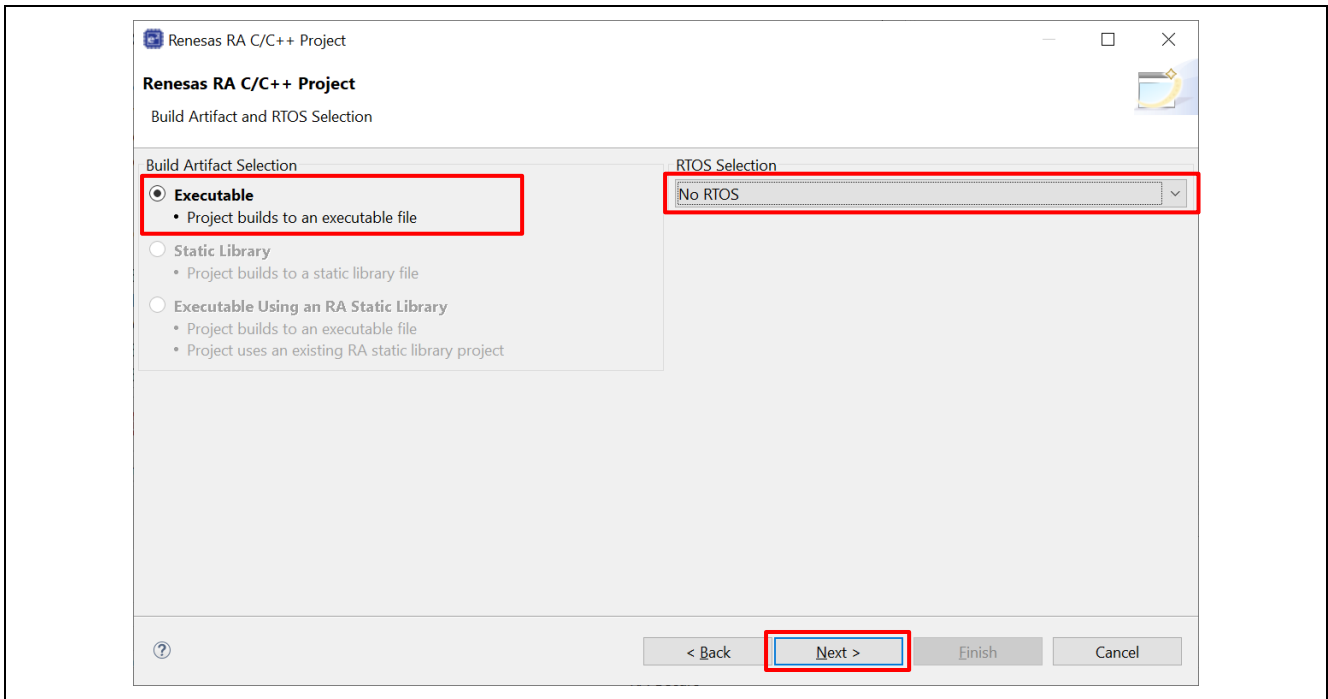 Renesas RA C/C++ Project
Renesas RA C/C++ Project
Build Artifact and RTOS Selection
Build Artifact Selection
Executable
• Project builds to an executable file
Static Library
• Project builds to a static library file
Executable Using an RA Static Library
• Project builds to an executable file
• Project uses an existing RA static library project
RTOS Selection
No RTOS
?
< Back
Next >
Finish
Cancel